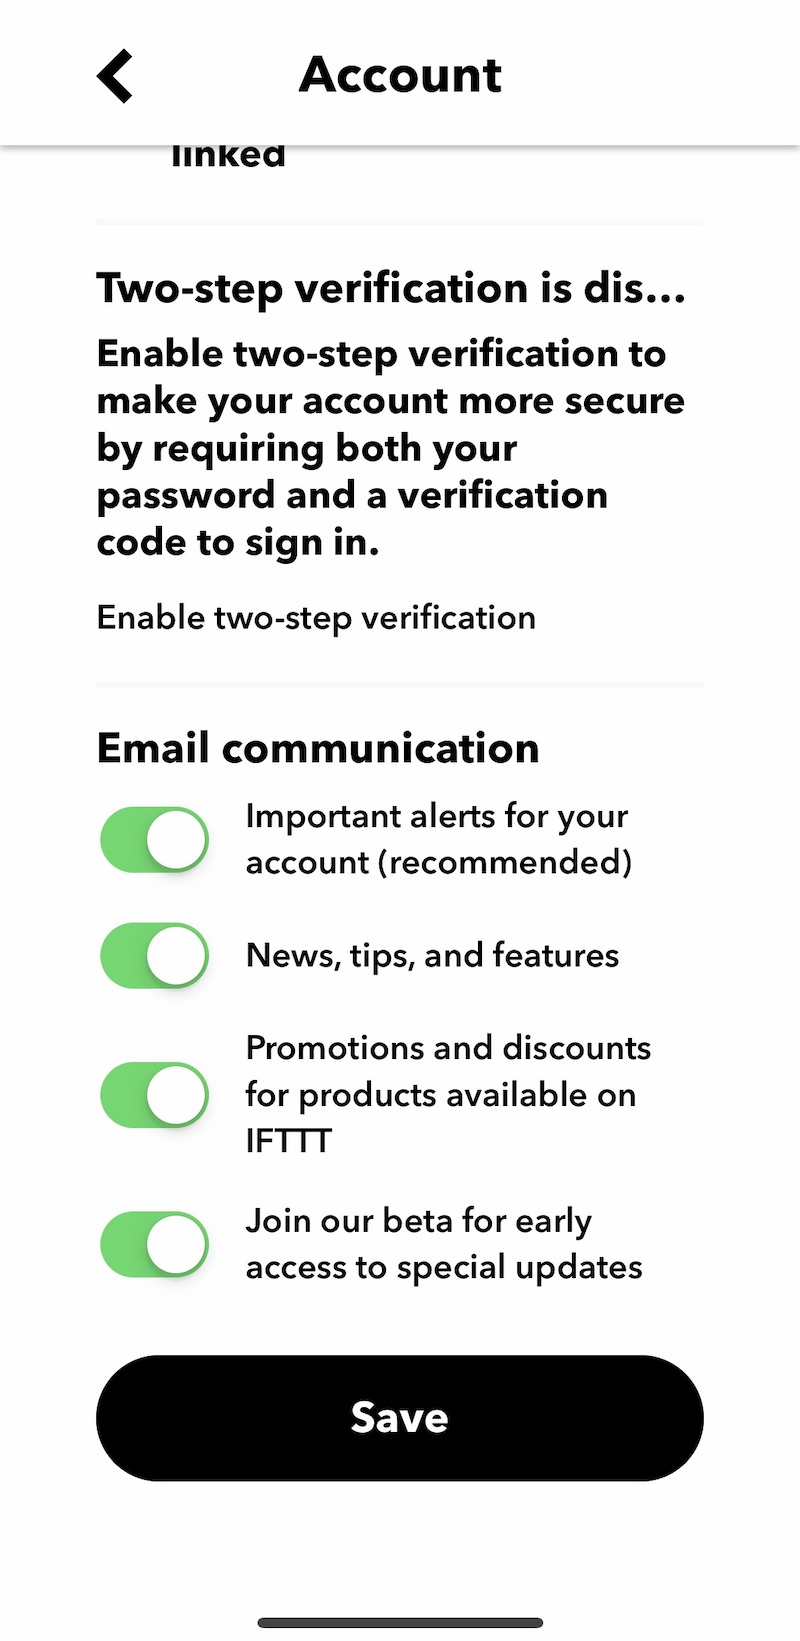 Account
linked
Two-step verification is dis...
Enable two-step verification to
make your account more secure
by requiring both your
password and a verification
code to sign in.
Enable two-step verification
Email communication
Important alerts for your
account (recommended)
News, tips, and features
Promotions and discounts
for products available on
IFTTT
Join our beta for early
access to special updates
Save